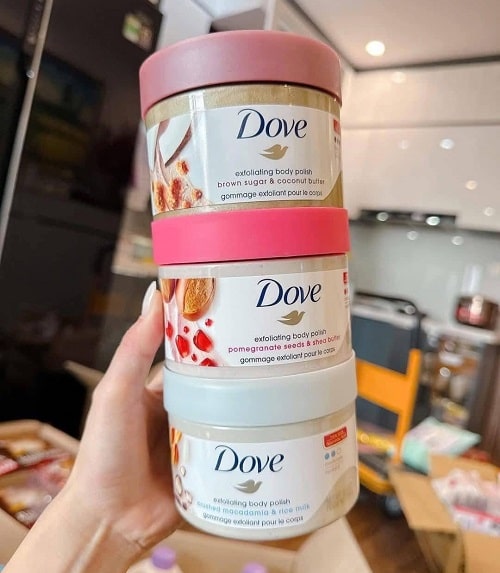 Dove
exfoliating body polish
brown sugar & coconut butter
gommage exfoliant pour le corps
Dove
exfoliating body polish
pomegranate seeds & shea butter
gommage exfoliant pour le corps
Dove
exfoliating body polish
crushed macadamia & rice milk
gommage exfoliant pour le corps